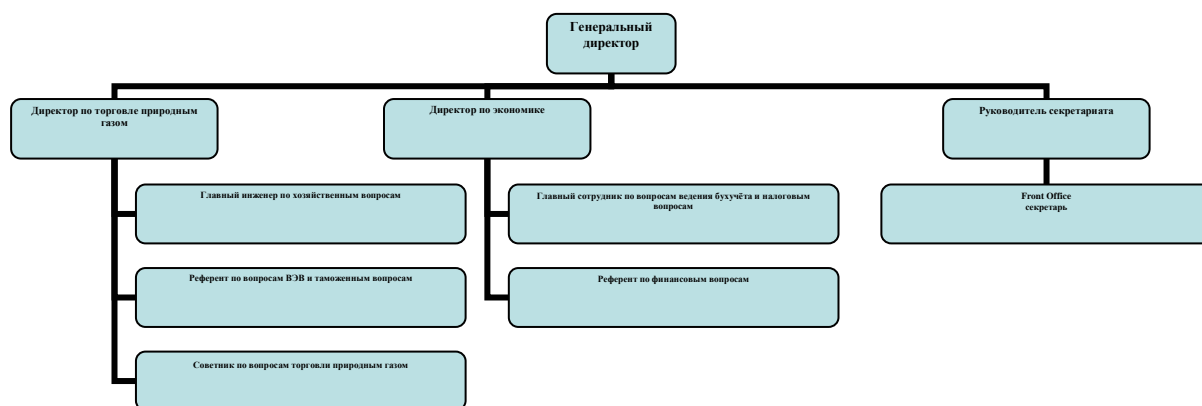 Генеральный
директор
Директор по торговле природным
газом
Директор по экономике
Руководитель секретариата
Главный инженер по хозяйственным вопросам
Главный сотрудник по вопросам ведения бухучёта и налоговым
вопросам
Front Office
секретарь
Референт по вопросам ВЭВ и таможенным вопросам
Референт по финансовым вопросам
Советник по вопросам торговли природным газом